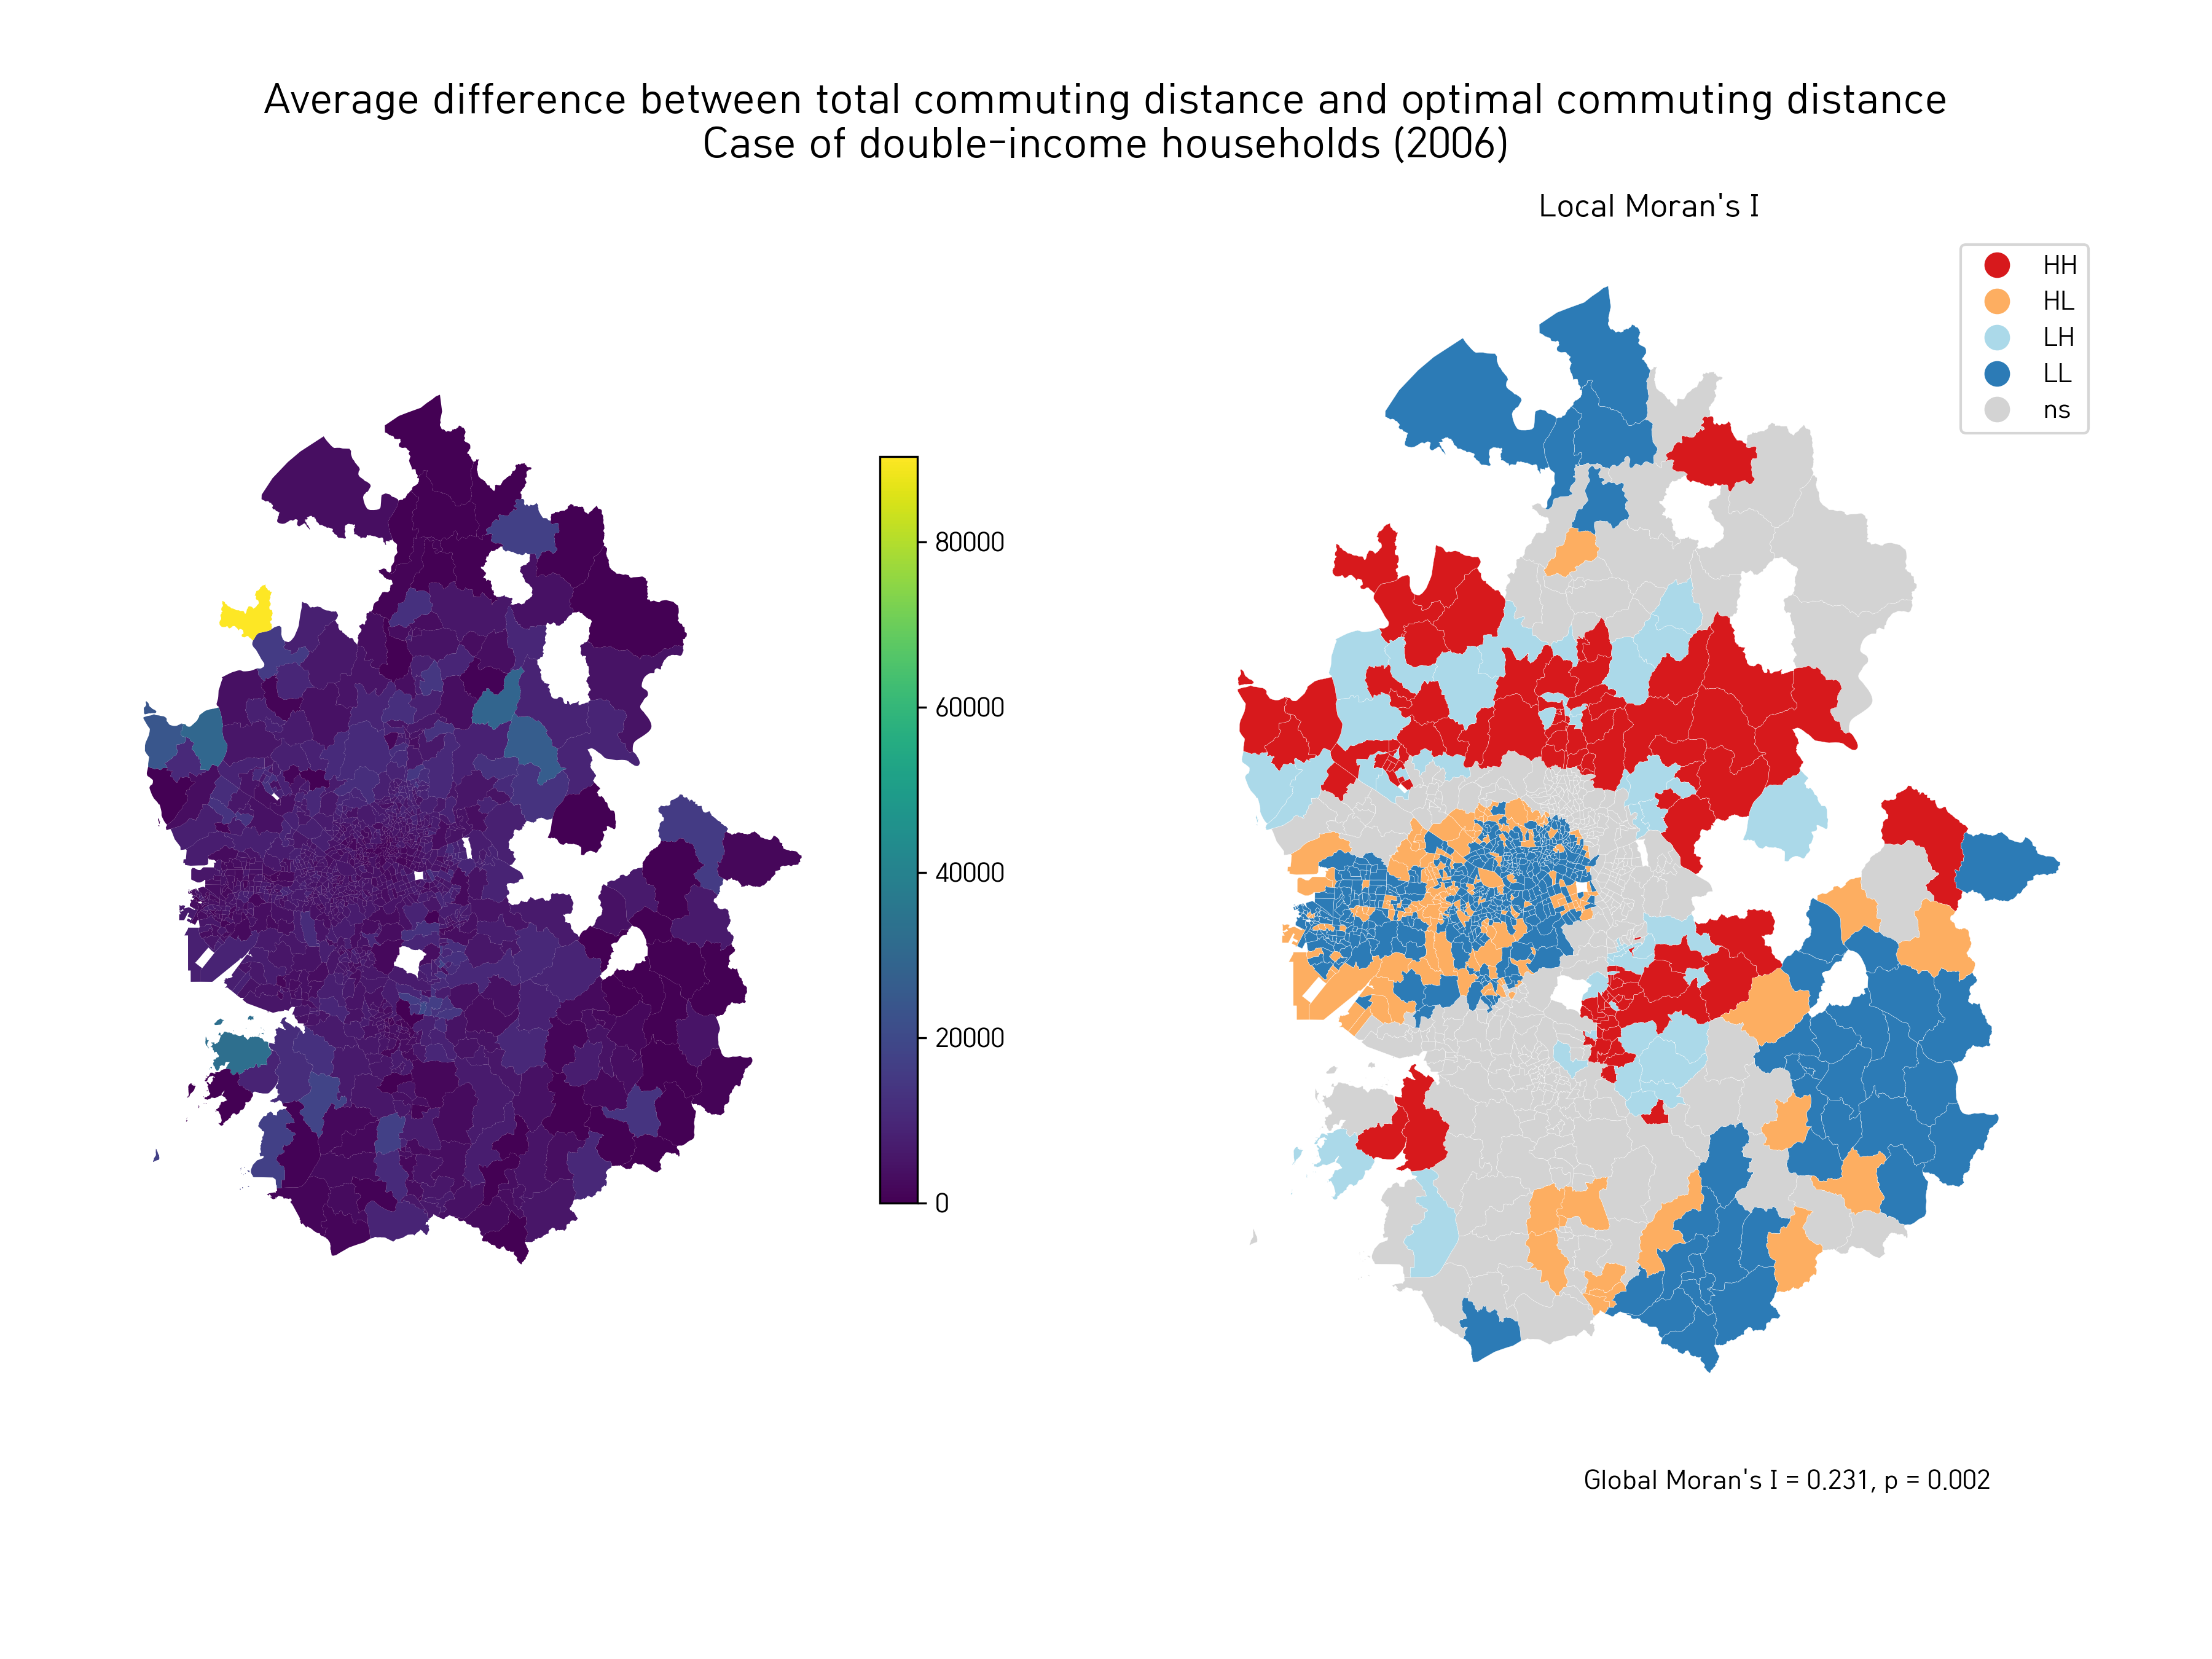 Average difference between total commuting distance and optimal commuting distance
Case of double-income households (2006)
Local Moran's I
HH
HL
LH
LL
ns
80000
60000
40000
20000
0
Global Moran's I = 0.231, p = 0.002